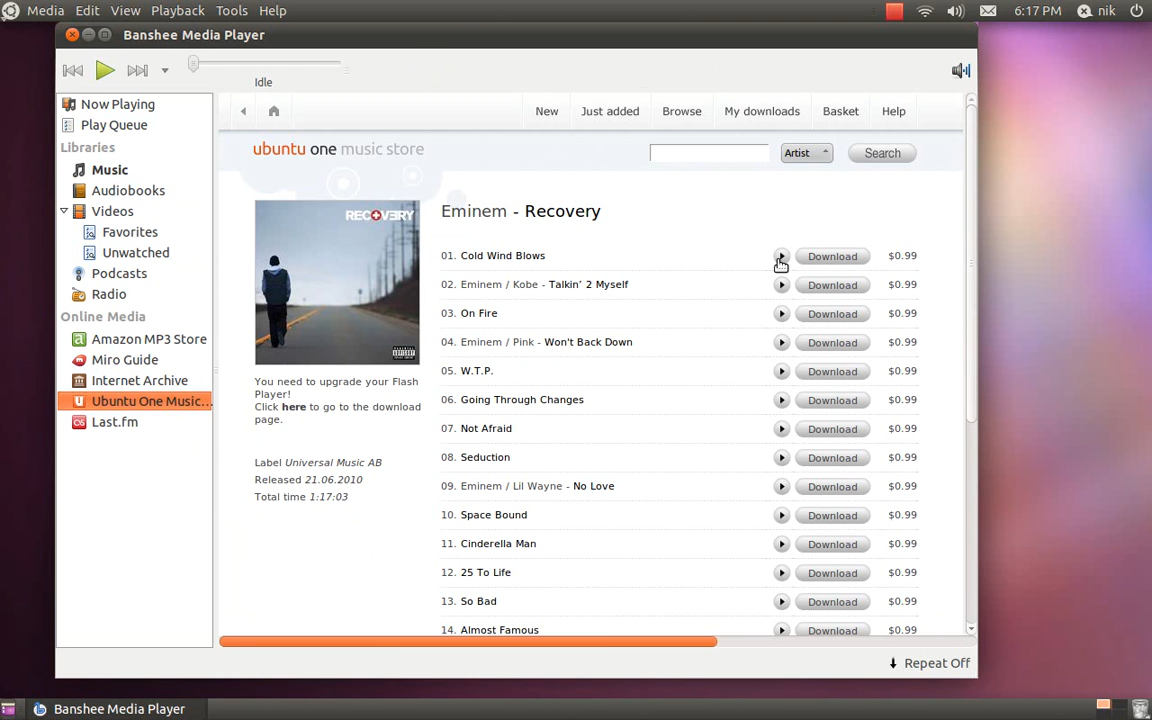 Media Edit View Playback Tools Help 6:17 PM nik
Banshee Media Player
Idle
Now Playing
Play Queue
Libraries
Music
Audiobooks
Videos
Favorites
Unwatched
Podcasts
Radio
Online Media
Amazon MP3 Store
Miro Guide
Internet Archive
Ubuntu One Music...
Last.fm
New Just added Browse My downloads Basket Help
ubuntu one music store Artist Search
RECOVERY
You need to upgrade your Flash
Player!
Click here to go to the download
page.
Label Universal Music AB
Released 21.06.2010
Total time 1:17:03
Eminem - Recovery
01. Cold Wind Blows Download $0.99
02. Eminem / Kobe - Talkin' 2 Myself Download $0.99
03. On Fire Download $0.99
04. Eminem / Pink - Won't Back Down Download $0.99
05. W.T.P. Download $0.99
06. Going Through Changes Download $0.99
07. Not Afraid Download $0.99
08. Seduction Download $0.99
09. Eminem / Lil Wayne - No Love Download $0.99
10. Space Bound Download $0.99
11. Cinderella Man Download $0.99
12. 25 To Life Download $0.99
13. So Bad Download $0.99
14. Almost Famous Download $0.99
Repeat Off
Banshee Media Player